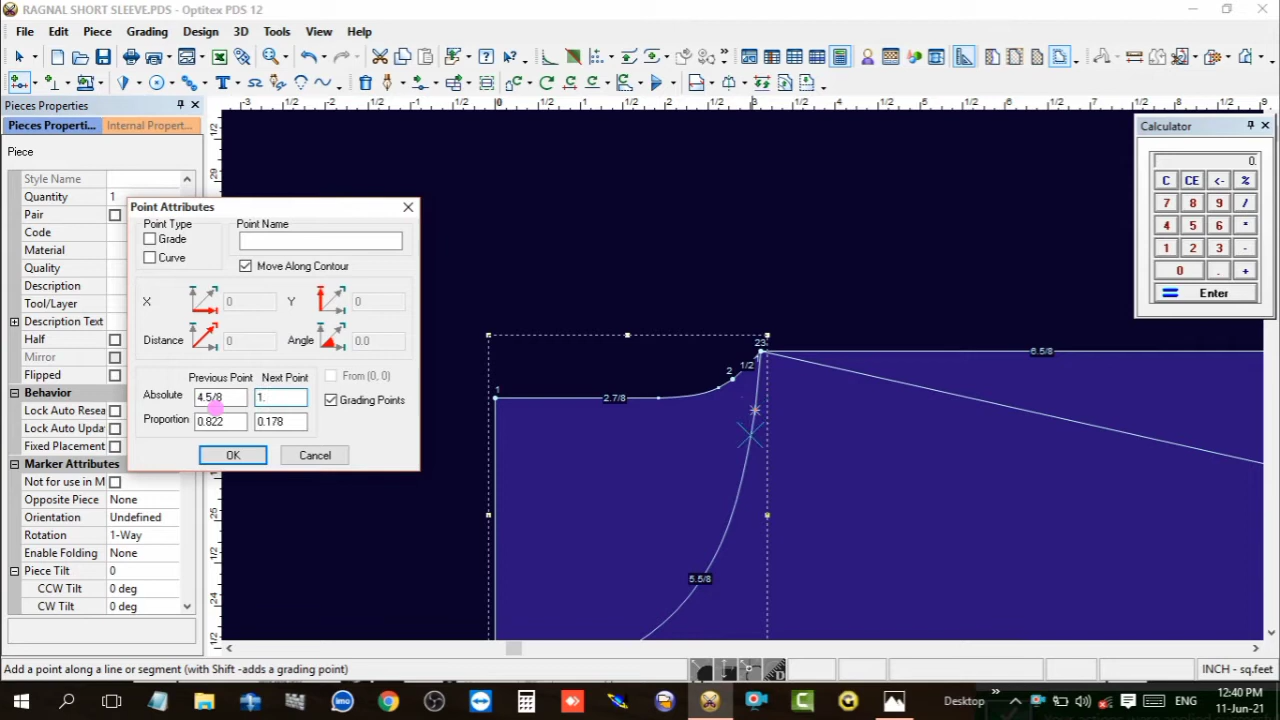 RAGNAL SHORT SLEEVE.PDS - Optitex PDS 12
File Edit Piece Grading Design Tools View Help
Pieces Properties
Pieces Properti... Internal Propert...
Piece
Style Name
Quantity 1
Pair
Code
Material
Quality
Description
Tool/Layer
Description Text
Half
Mirror
Flipped
Behavior
Lock Auto Resea
Lock Auto Upda
Fixed Placement
Marker Attributes
Not for use in M
Opposite Piece None
Orientation Undefined
Rotation 1-Way
Enable Folding None
Piece Tilt 0
CCW Tilt 0 deg
CW Tilt 0 deg
Point Attributes
Point Type Point Name
Grade
Curve
Move Along Contour
X 0 Y 0
Distance 0 Angle 0.0
Previous Point Next Point From (0, 0)
Absolute 4.5/8 1. Grading Points
Proportion 0.822 0.178
OK Cancel
1
2.7/8
2
1/2
23
6.5/8
5.5/8
Calculator
0.
C CE <- %
7 8 9 /
4 5 6 *
1 2 3 -
0 . +
Enter
Add a point along a line or segment (with Shift -adds a grading point)
INCH - sq.feet
Desktop
ENG
12:40 PM
11-Jun-21